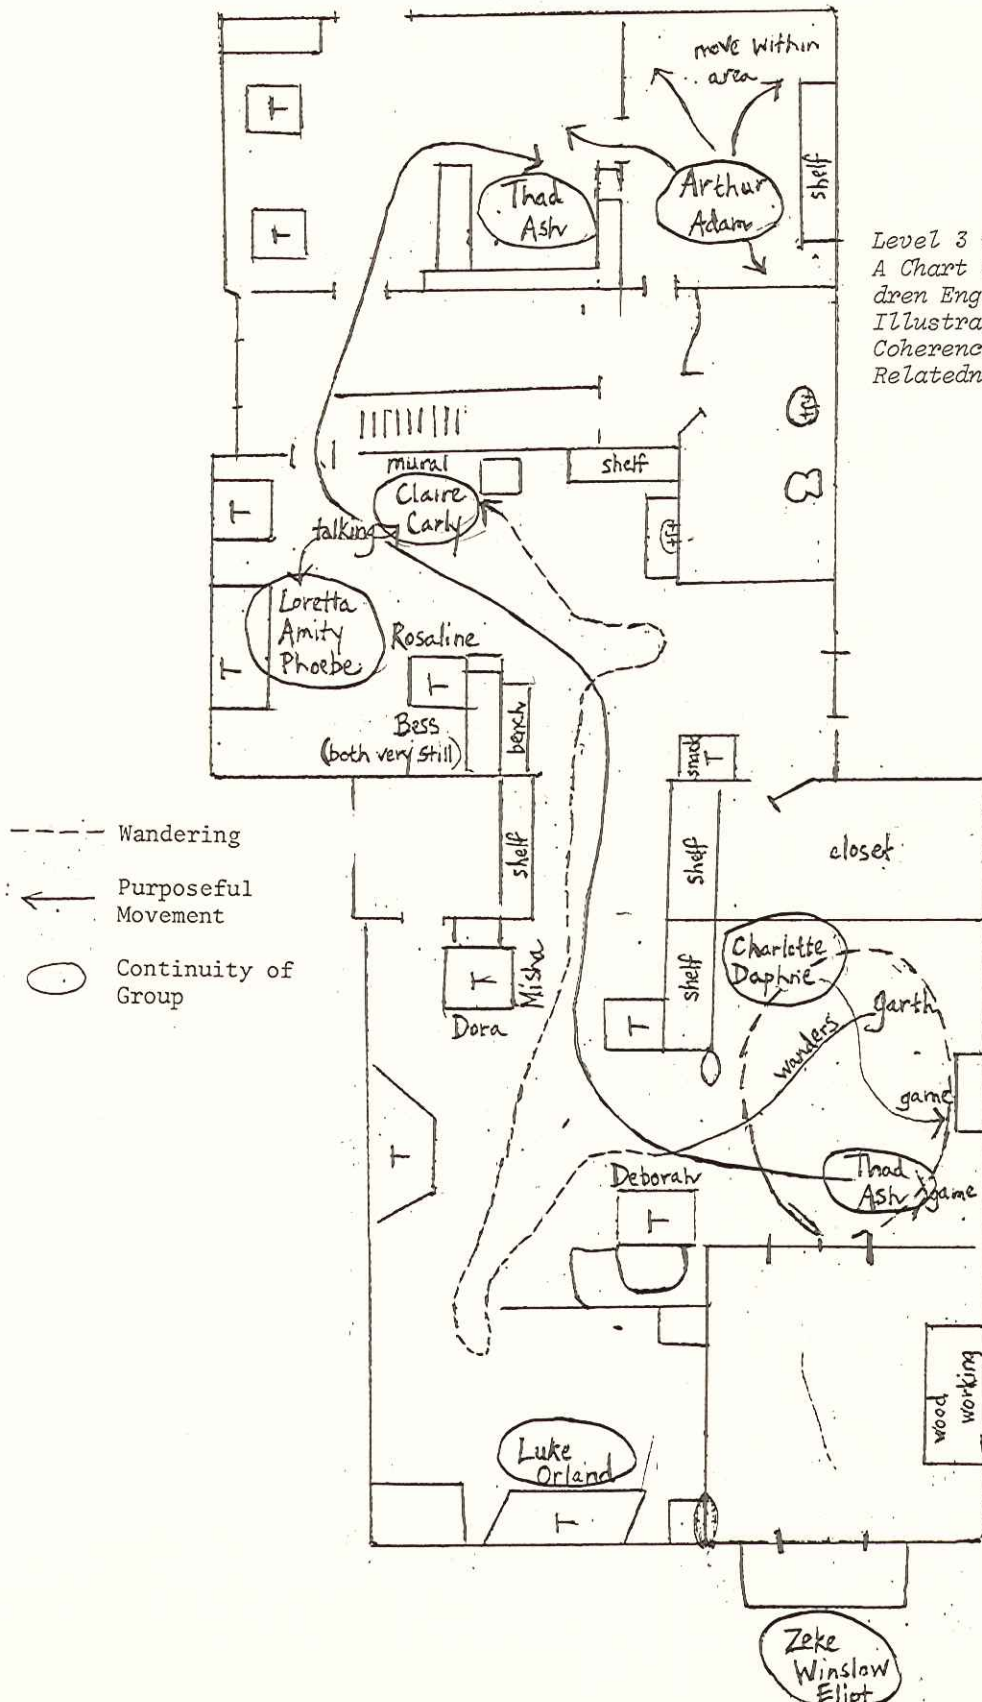 move within
area
T
shelf
Thad
Ash
Arthur
Adam
T
Level 3
A Chart
dren Eng
Illustra
Coherenc
Relatedn
mural
shelf
T
Claire
Carly
talking
Loretta
Amity
Phoebe
T
Rosaline
T
Bess
(both very still)
bench
snack
T
shelf
shelf
closet
Wandering
Purposeful
Movement
Continuity of
Group
Charlotte
Daphne
shelf
T
Misha
Dora
T
garth
wanders
game
T
Deborah
T
Thad
Ash
game
wood
working
Luke
Orland
T
Zeke
Winslow
Eliot